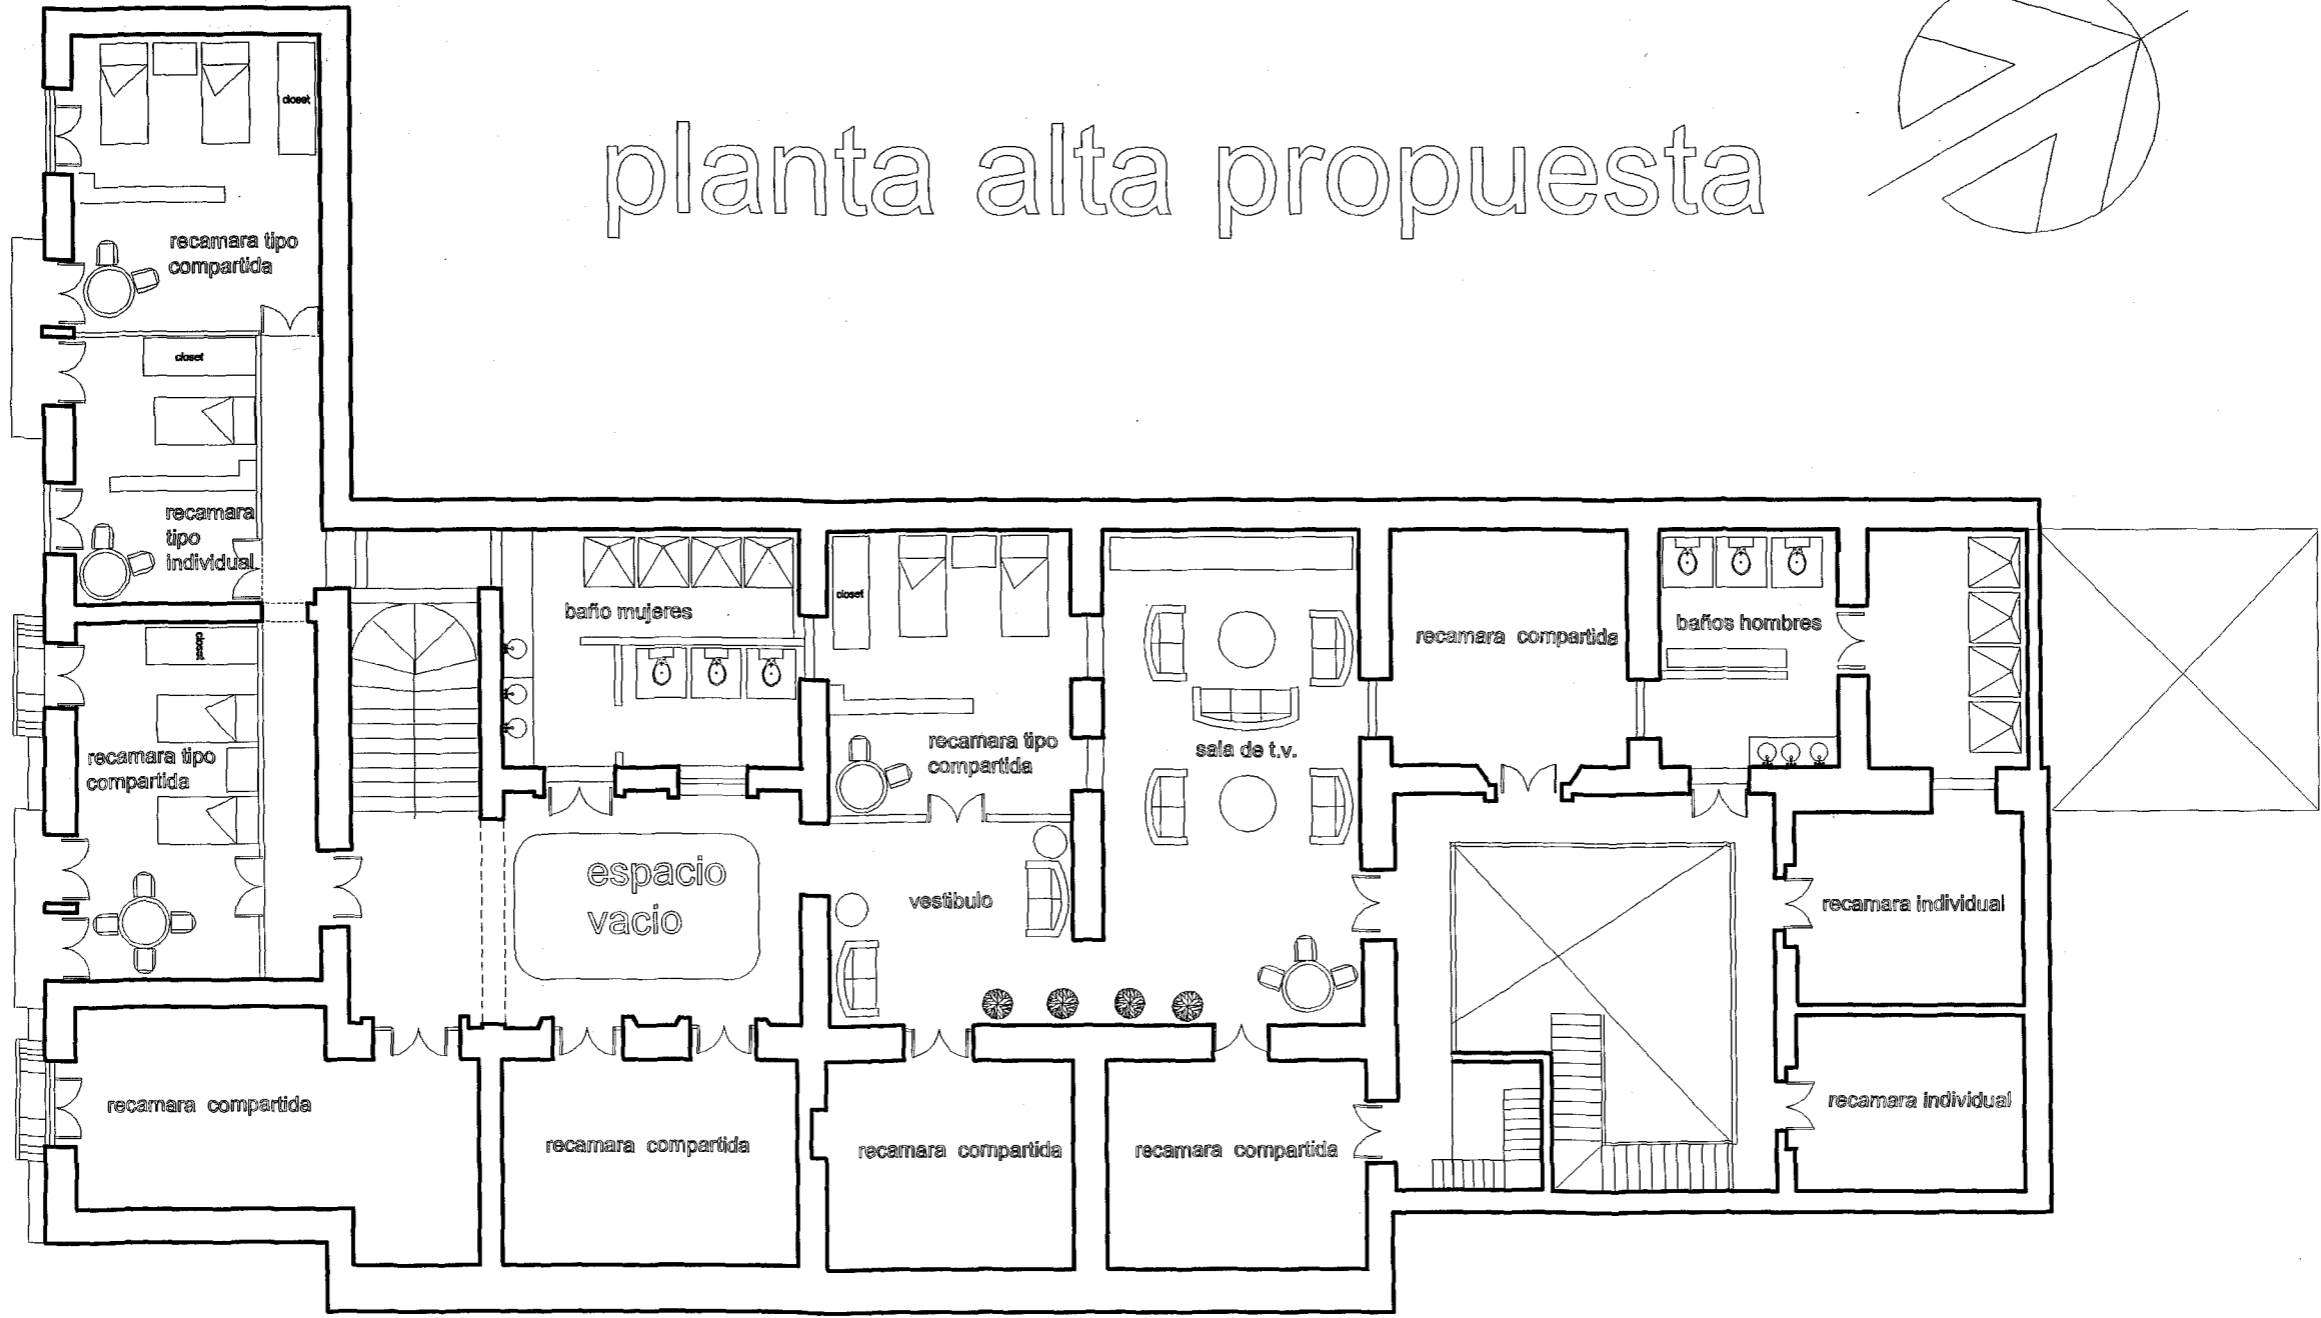 planta alta propuesta
closet
recamara tipo
compartida
closet
recamara
tipo
individual
closet
recamara tipo
compartida
baño mujeres
closet
recamara tipo
compartida
sala de t.v.
recamara compartida
baños hombres
espacio
vacio
vestibulo
recamara individual
recamara individual
recamara compartida
recamara compartida
recamara compartida
recamara compartida